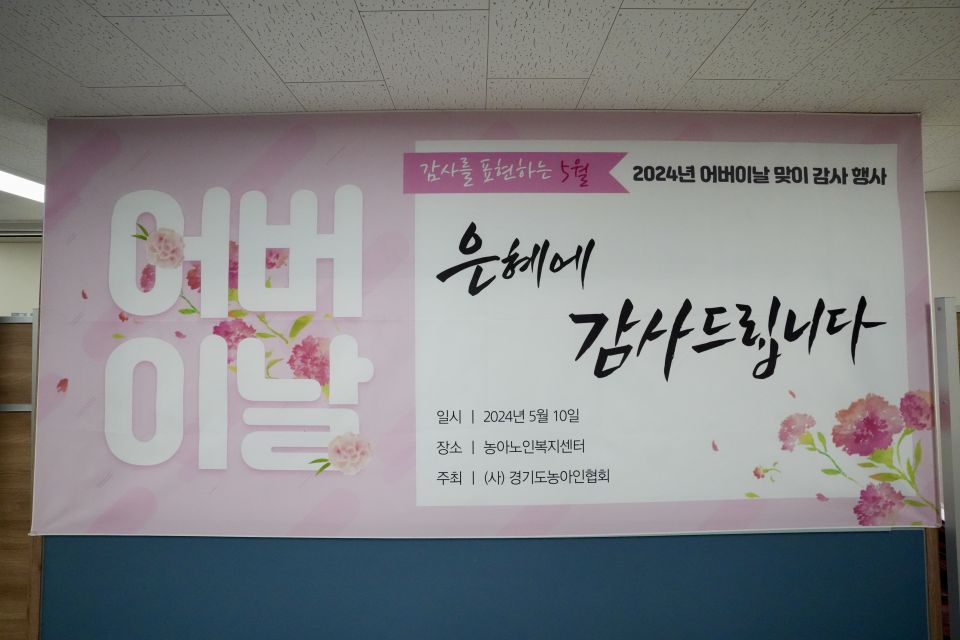 어버
이날
감사를 표현하는 5월
2024년 어버이날 맞이 감사 행사
은혜에
감사드립니다
일시 | 2024년 5월 10일
장소 | 농아노인복지센터
주최 | (사) 경기도농아인협회